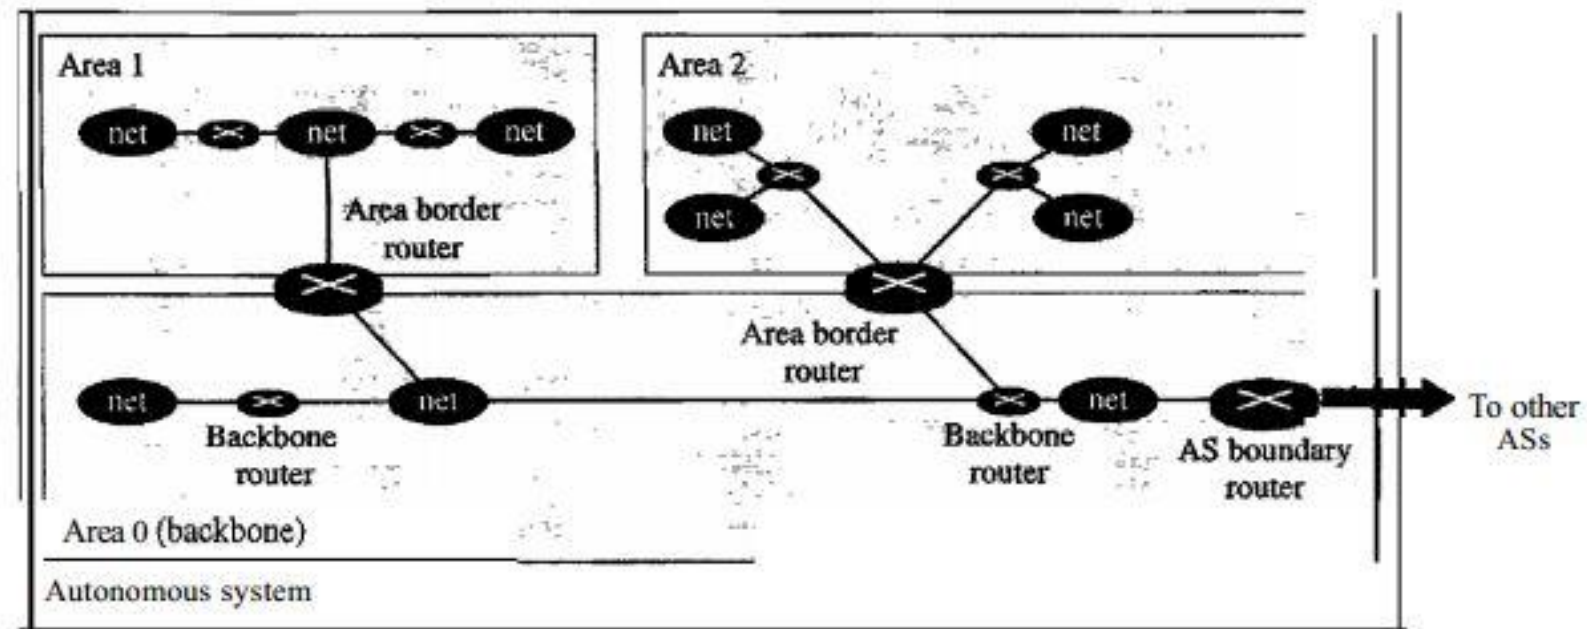 Area 1
Area 2
net
net
net
net
net
Area border
router
net
net
Area border
router
net
net
net
To other
ASs
Backbone
router
Backbone
router
AS boundary
router
Area 0 (backbone)
Autonomous system